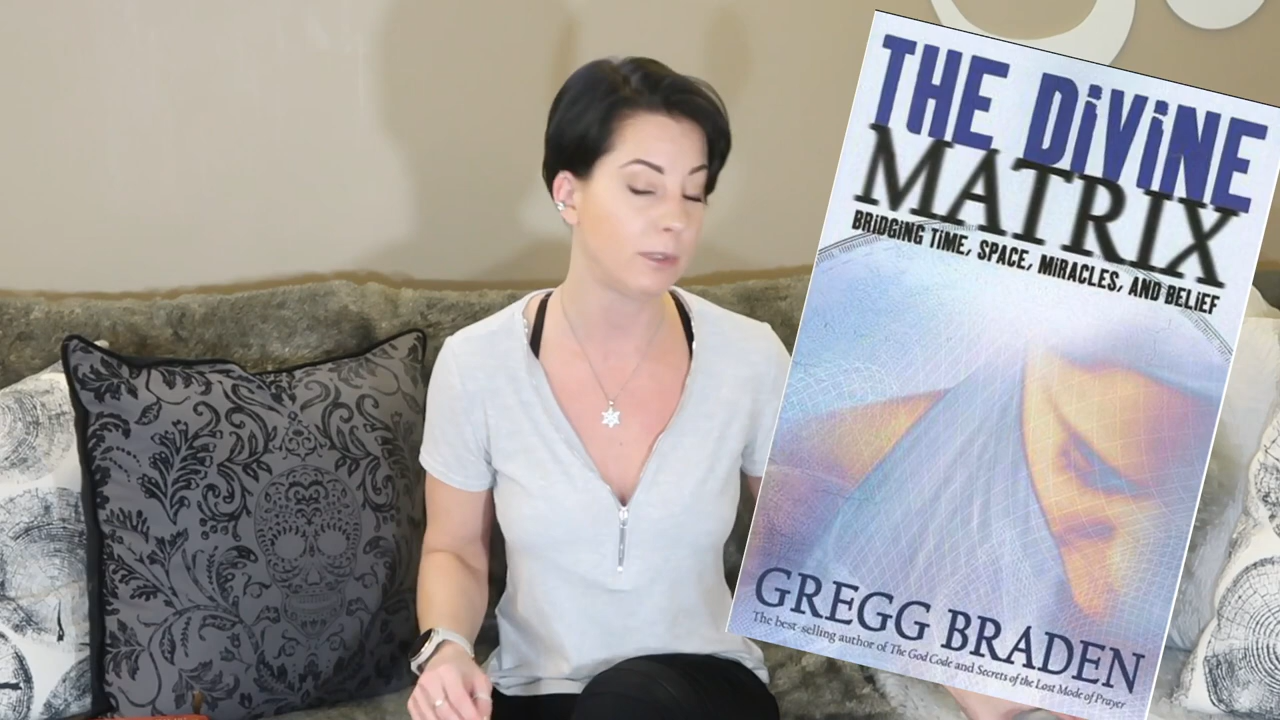 THE DiViNE
MATRIX
BRiDGiNG TiME, SPACE, MiRACLES, AND BELiEF
GREGG BRADEN
The best-selling author of The God Code and Secrets of the Lost Mode of Prayer